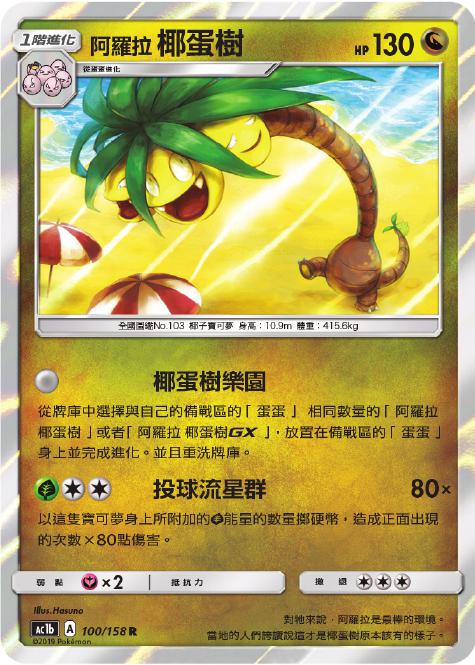 1階進化
阿羅拉 椰蛋樹 HP 130
從蛋蛋進化
全國圖鑑No.103 椰子寶可夢 身高：10.9m 體重：415.6kg
椰蛋樹樂園
從牌庫中選擇與自己的備戰區的「蛋蛋」相同數量的「阿羅拉
椰蛋樹」或者「阿羅拉 椰蛋樹GX」，放置在備戰區的「蛋蛋」
身上並完成進化。並且重洗牌庫。
投球流星群 80×
以這隻寶可夢身上所附加的能量的數量擲硬幣，造成正面出現
的次數×80點傷害。
弱點 ×2 抵抗力 撤退
Illus.Hasuno
AC1b A 100/158 R
©2019 Pokémon
對牠來說，阿羅拉是最棒的環境。
當地的人們誇讚說這才是椰蛋樹原本該有的樣子。